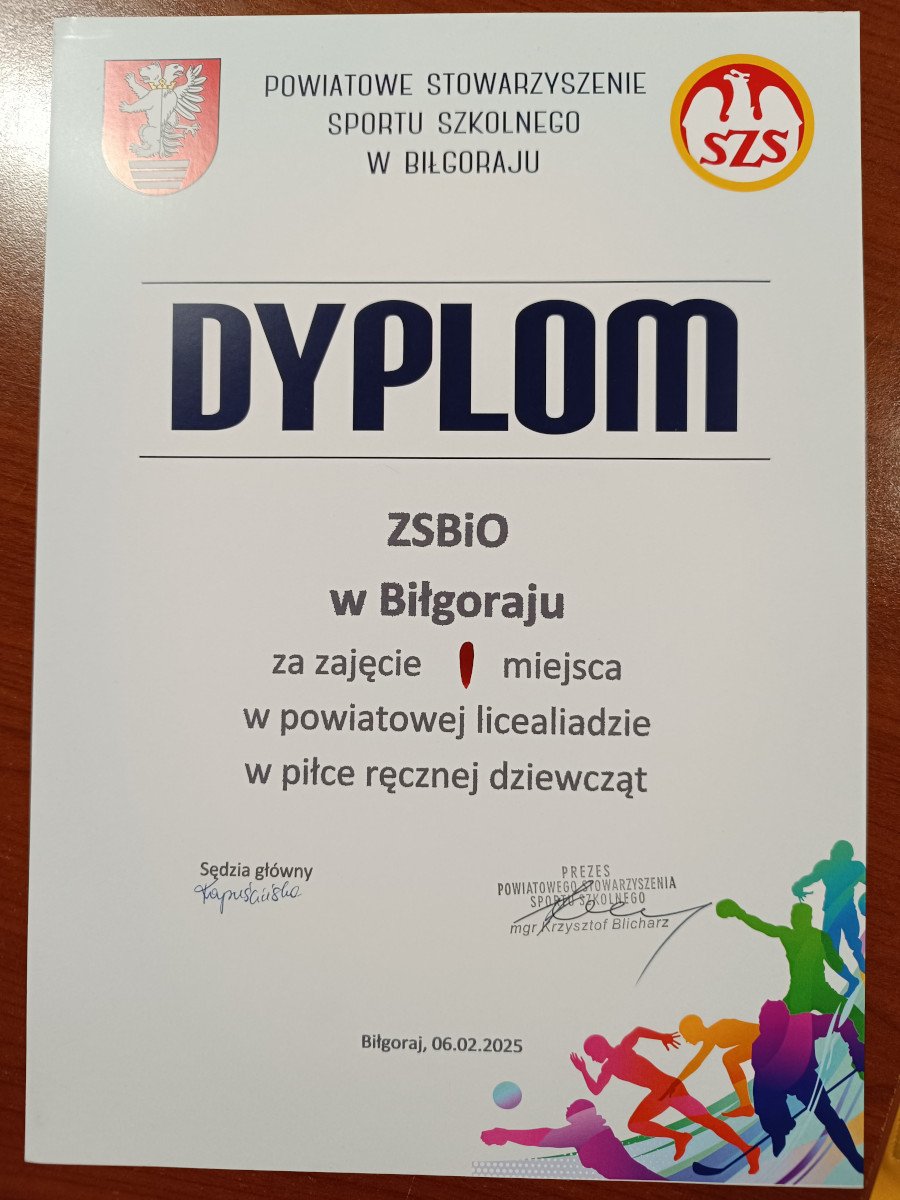 POWIATOWE STOWARZYSZENIE
SPORTU SZKOLNEGO
W BIŁGORAJU
SZS
DYPLOM
ZSBiO
w Biłgoraju
za zajęcie I miejsca
w powiatowej licealiadzie
w piłce ręcznej dziewcząt
Sędzia główny
Kapuścińska
PREZES
POWIATOWEGO STOWARZYSZENIA
SPORTU SZKOLNEGO
mgr Krzysztof Blicharz
Biłgoraj, 06.02.2025